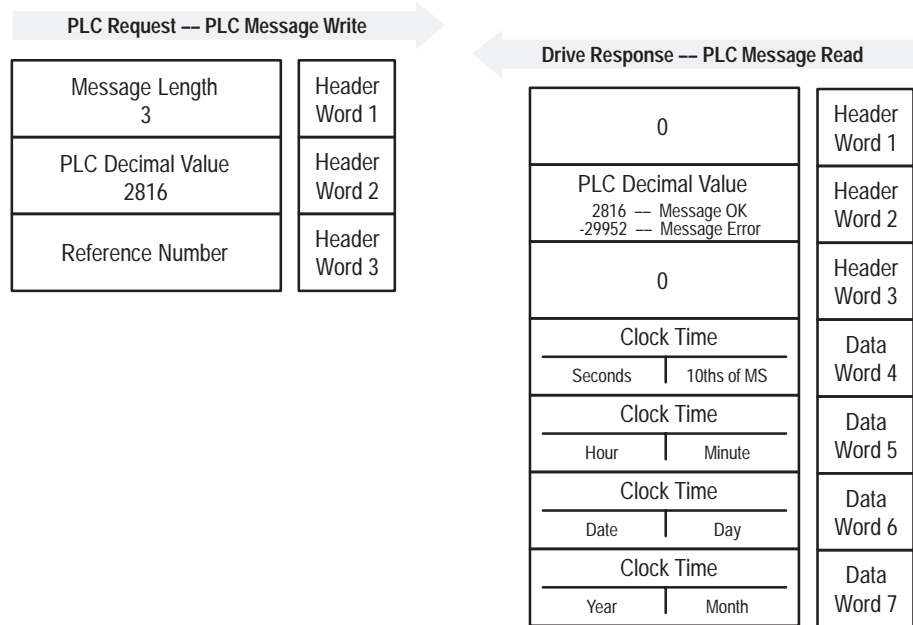 PLC Request –– PLC Message Write
Message Length
3
Header
Word 1
PLC Decimal Value
2816
Header
Word 2
Reference Number
Header
Word 3
Drive Response –– PLC Message Read
0
Header
Word 1
PLC Decimal Value
2816 –– Message OK
-29952 –– Message Error
Header
Word 2
0
Header
Word 3
Clock Time
Seconds 10ths of MS
Data
Word 4
Clock Time
Hour Minute
Data
Word 5
Clock Time
Date Day
Data
Word 6
Clock Time
Year Month
Data
Word 7